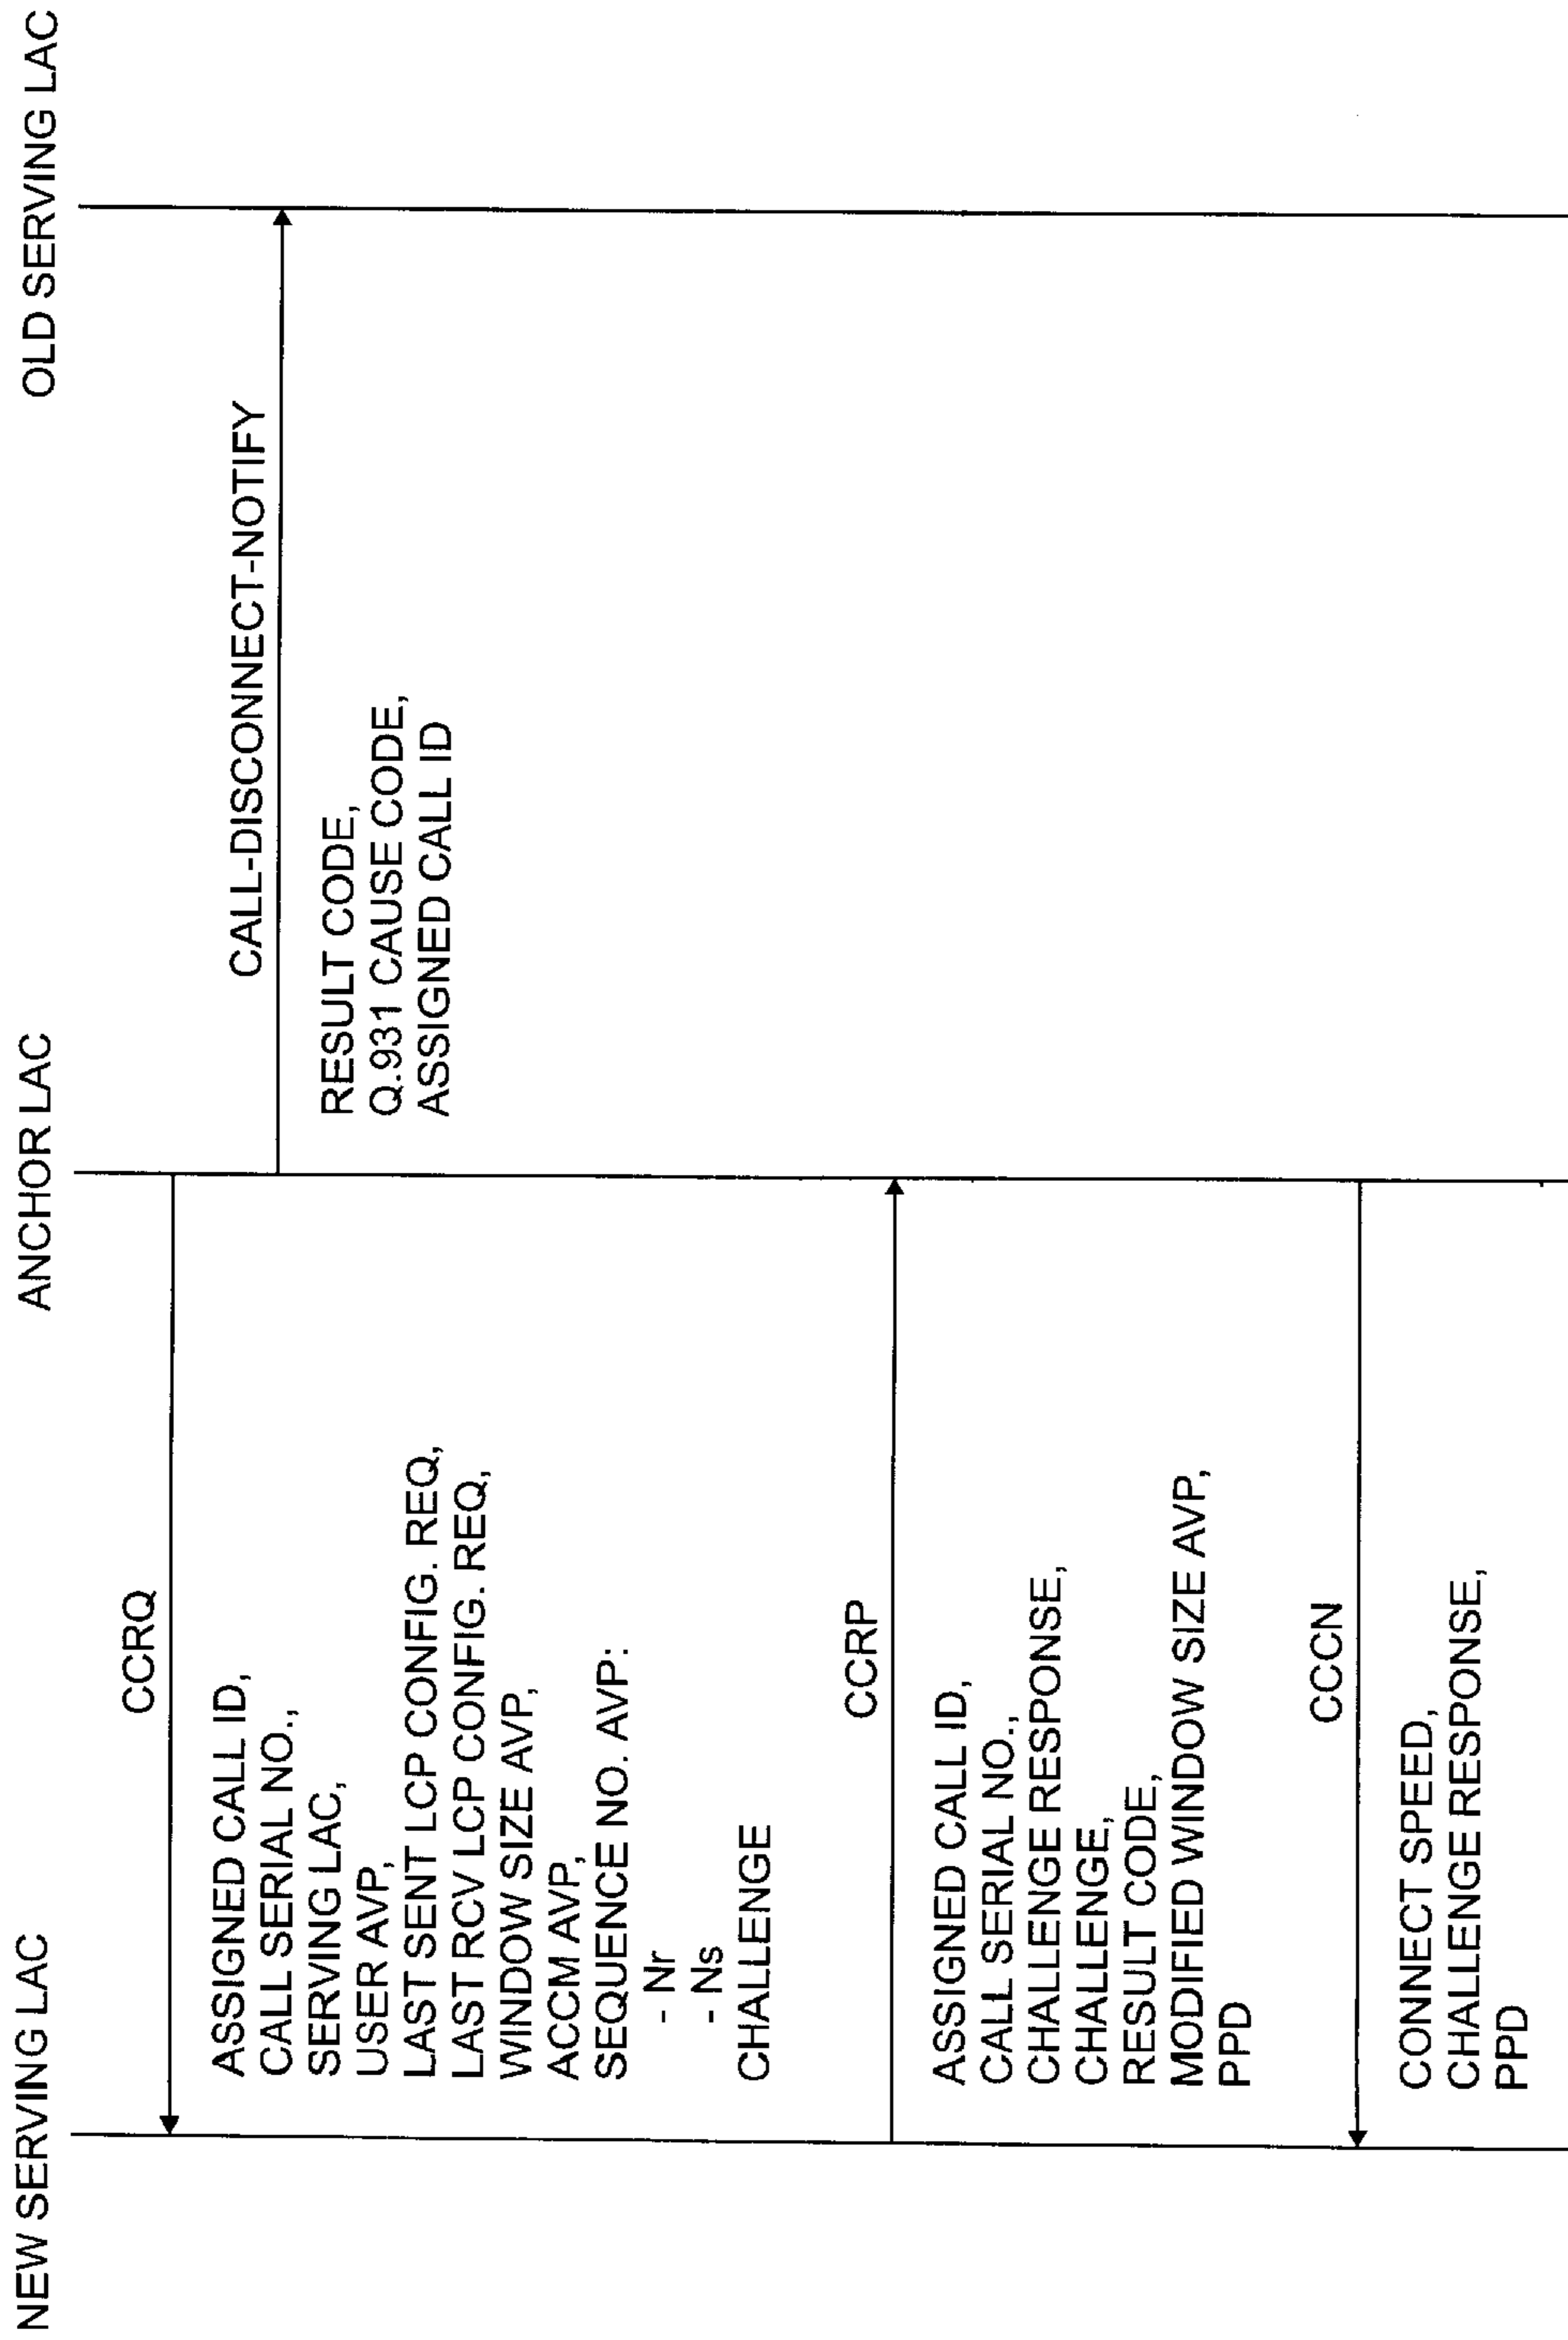 NEW SERVING LAC
ANCHOR LAC
OLD SERVING LAC
CCRQ
ASSIGNED CALL ID,
CALL SERIAL NO.,
SERVING LAC,
USER AVP,
LAST SENT LCP CONFIG. REQ,
LAST RCV LCP CONFIG. REQ,
WINDOW SIZE AVP,
ACCM AVP,
SEQUENCE NO. AVP:
- Nr
- Ns
CHALLENGE
CALL-DISCONNECT-NOTIFY
RESULT CODE,
Q.931 CAUSE CODE,
ASSIGNED CALL ID
CCRP
ASSIGNED CALL ID,
CALL SERIAL NO.,
CHALLENGE RESPONSE,
CHALLENGE,
RESULT CODE,
MODIFIED WINDOW SIZE AVP,
PPD
CCCN
CONNECT SPEED,
CHALLENGE RESPONSE,
PPD